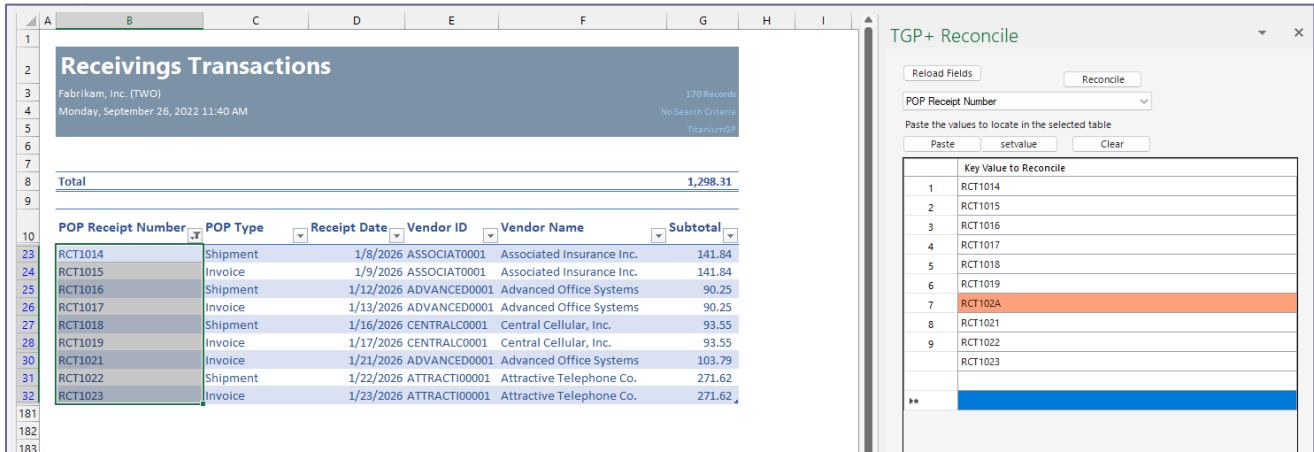 A B C D E F G H I
1
2 Receivings Transactions
3 Fabrikam, Inc. (TWO) 170 Records
4 Monday, September 26, 2022 11:40 AM No Search Criteria
5 TitaniumGP
6
7
8 Total 1,298.31
9
10 POP Receipt Number POP Type Receipt Date Vendor ID Vendor Name Subtotal
23 RCT1014 Shipment 1/8/2026 ASSOCIAT0001 Associated Insurance Inc. 141.84
24 RCT1015 Invoice 1/9/2026 ASSOCIAT0001 Associated Insurance Inc. 141.84
25 RCT1016 Shipment 1/12/2026 ADVANCED0001 Advanced Office Systems 90.25
26 RCT1017 Invoice 1/13/2026 ADVANCED0001 Advanced Office Systems 90.25
27 RCT1018 Shipment 1/16/2026 CENTRALC0001 Central Cellular, Inc. 93.55
28 RCT1019 Invoice 1/17/2026 CENTRALC0001 Central Cellular, Inc. 93.55
30 RCT1021 Invoice 1/21/2026 ADVANCED0001 Advanced Office Systems 103.79
31 RCT1022 Shipment 1/22/2026 ATTRACTI00001 Attractive Telephone Co. 271.62
32 RCT1023 Invoice 1/23/2026 ATTRACTI00001 Attractive Telephone Co. 271.62
181
182
183
TGP+ Reconcile
Reload Fields Reconcile
POP Receipt Number
Paste the values to locate in the selected table
Paste setvalue Clear
Key Value to Reconcile
1 RCT1014
2 RCT1015
3 RCT1016
4 RCT1017
5 RCT1018
6 RCT1019
7 RCT102A
8 RCT1021
9 RCT1022
RCT1023